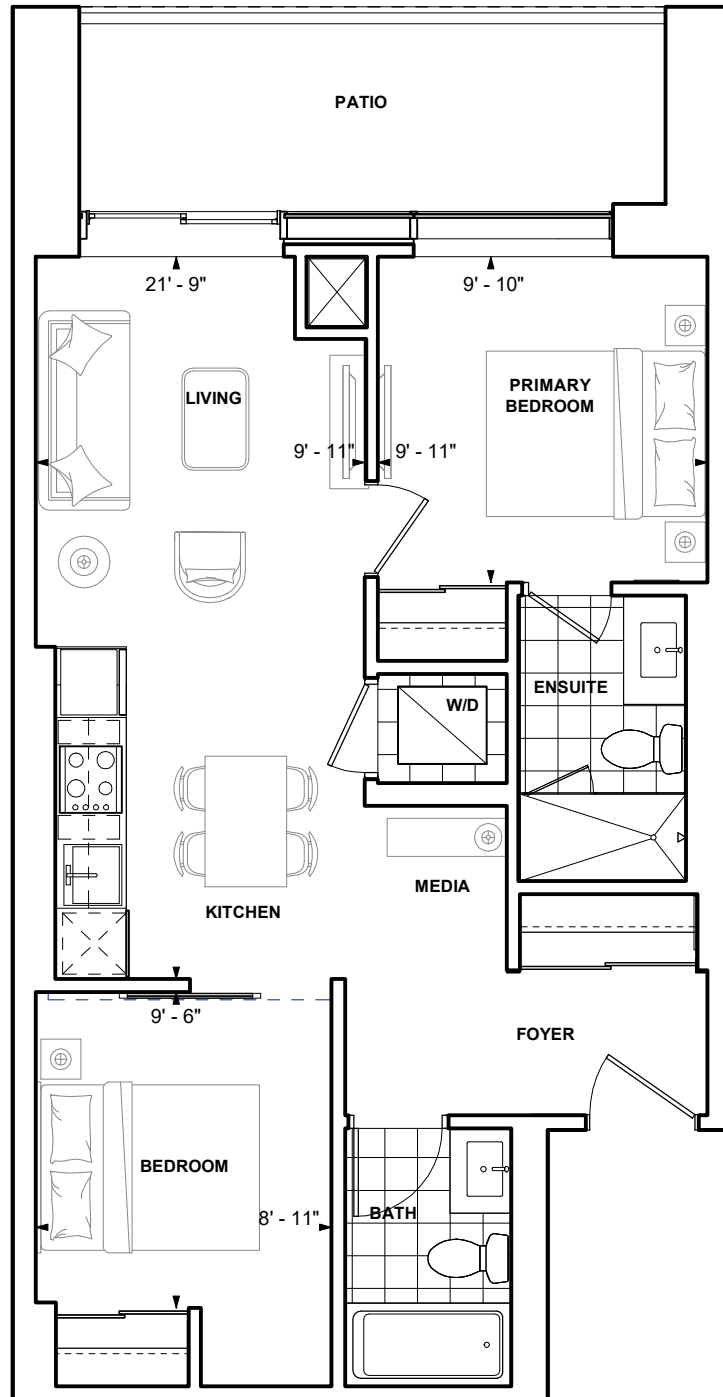 PATIO
21' - 9"
9' - 10"
LIVING
PRIMARY
BEDROOM
9' - 11"
9' - 11"
ENSUITE
W/D
MEDIA
KITCHEN
9' - 6"
FOYER
BEDROOM
8' - 11"
BATH